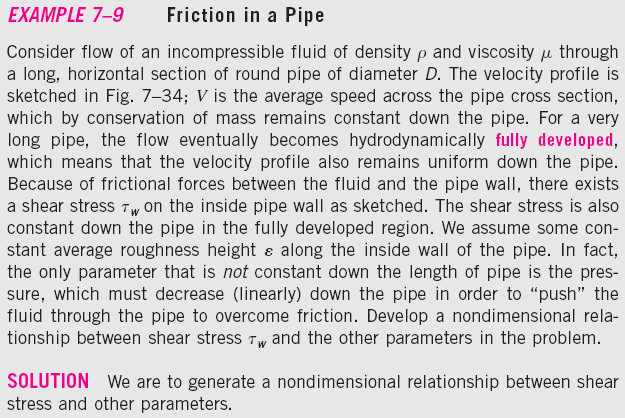 EXAMPLE 7–9 Friction in a Pipe
Consider flow of an incompressible fluid of density ρ and viscosity μ through
a long, horizontal section of round pipe of diameter D. The velocity profile is
sketched in Fig. 7–34; V is the average speed across the pipe cross section,
which by conservation of mass remains constant down the pipe. For a very
long pipe, the flow eventually becomes hydrodynamically fully developed,
which means that the velocity profile also remains uniform down the pipe.
Because of frictional forces between the fluid and the pipe wall, there exists
a shear stress τw on the inside pipe wall as sketched. The shear stress is also
constant down the pipe in the fully developed region. We assume some con-
stant average roughness height ε along the inside wall of the pipe. In fact,
the only parameter that is not constant down the length of pipe is the pres-
sure, which must decrease (linearly) down the pipe in order to “push” the
fluid through the pipe to overcome friction. Develop a nondimensional rela-
tionship between shear stress τw and the other parameters in the problem.
SOLUTION We are to generate a nondimensional relationship between shear
stress and other parameters.